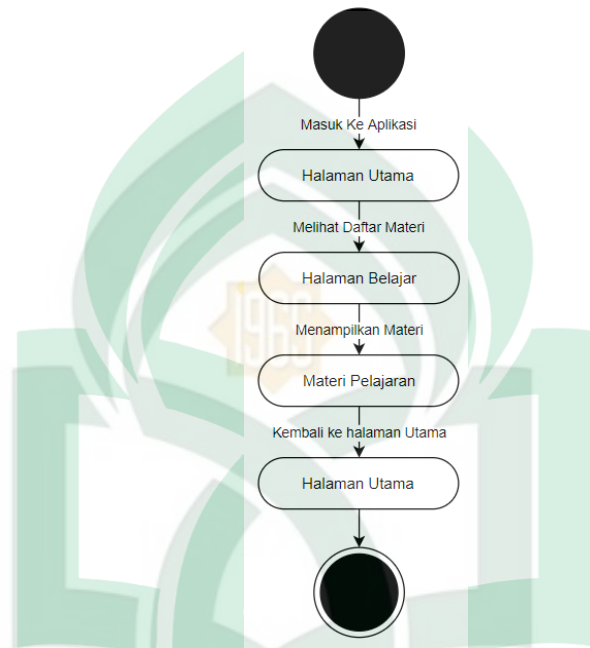 Masuk Ke Aplikasi
Halaman Utama
Melihat Daftar Materi
Halaman Belajar
1963
Menampilkan Materi
Materi Pelajaran
Kembali ke halaman Utama
Halaman Utama